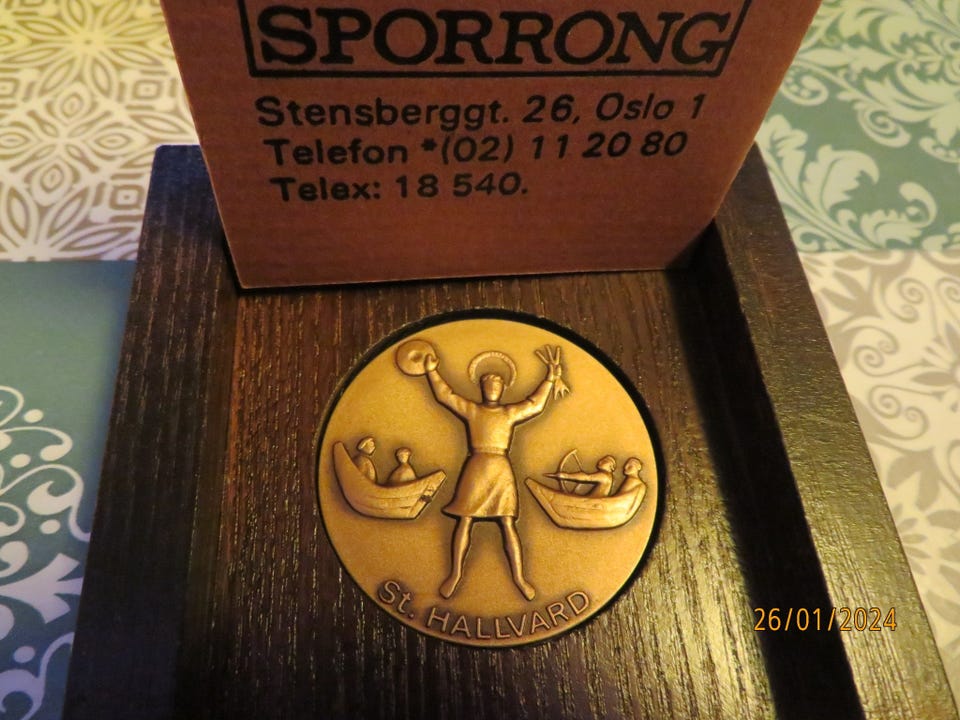 SPORRONG
Stensberggt. 26, Oslo 1
Telefon *(02) 11 20 80
Telex: 18 540.
St. HALLVARD
26/01/2024